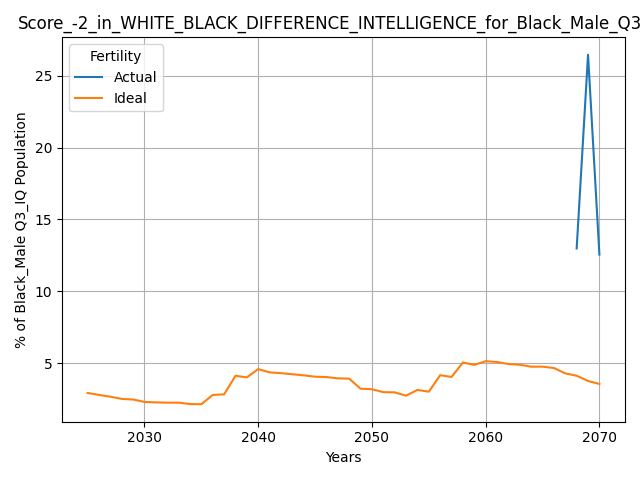 Score_-2_in_WHITE_BLACK_DIFFERENCE_INTELLIGENCE_for_Black_Male_Q3
Fertility
Actual
Ideal
% of Black_Male Q3_IQ Population
25
20
15
10
5
2030 2040 2050 2060 2070
Years